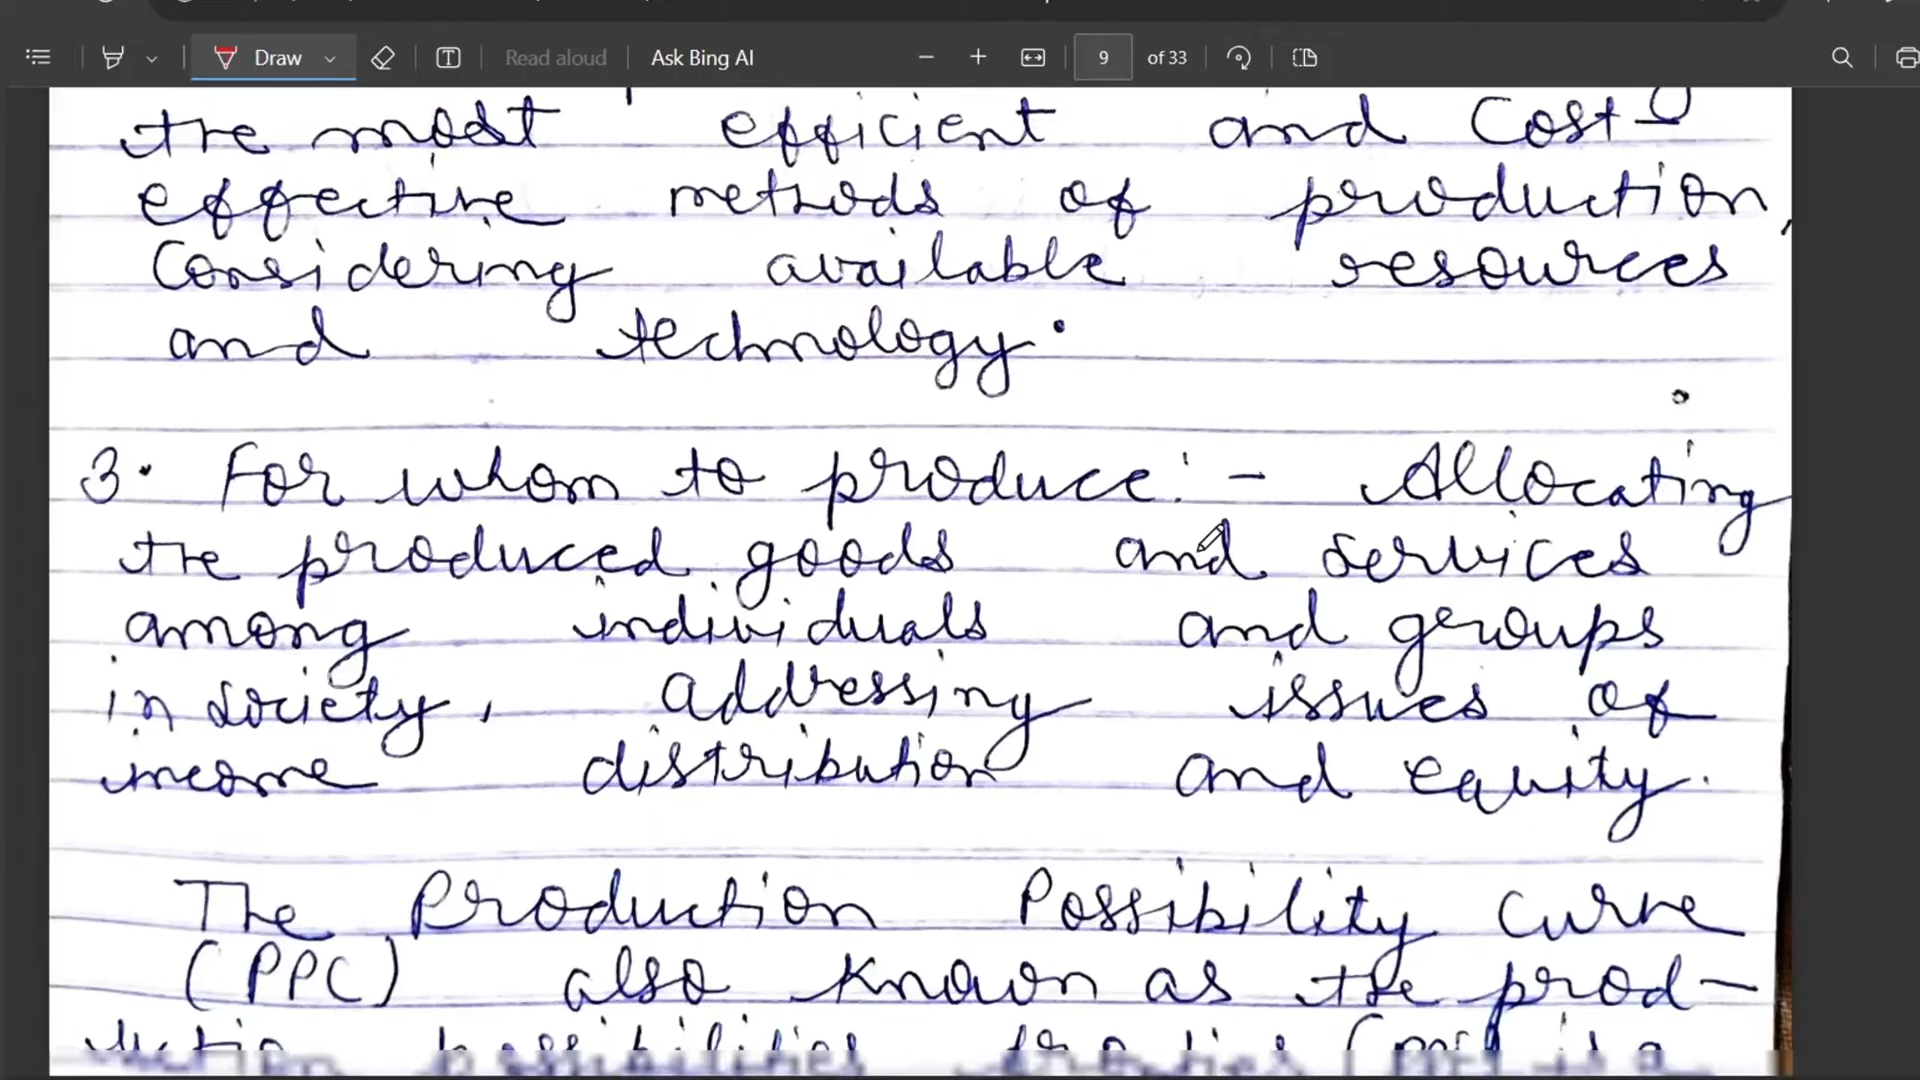 Draw
Read aloud
Ask Bing AI
9 of 33
the most efficient and Cost
effective methods of production,
Considering available resources
and technology.
3. For whom to produce:- Allocating
the produced goods and services
among individuals and groups
in society, addressing issues of
income distribution and equity.
The Production Possibility Curve
(PPC) also known as the prod-
uction possibilities